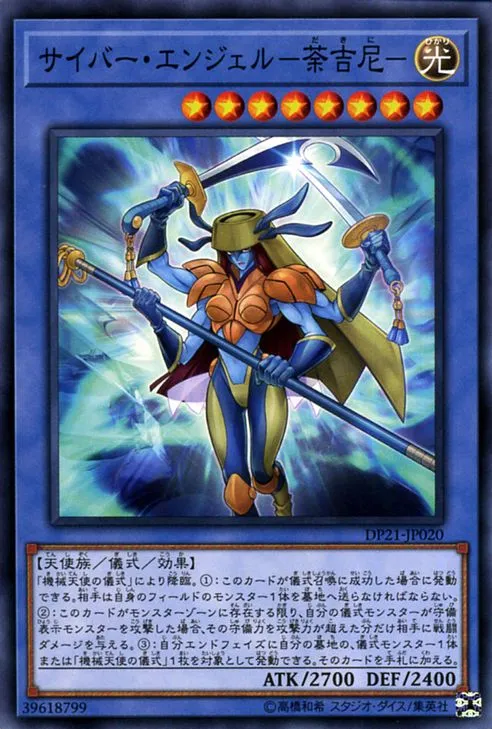 サイバー・エンジェル－荼吉尼－
だきに
光
ひかり
DP21-JP020
【天使族／儀式／効果】
「機械天使の儀式」により降臨。①：このカードが儀式召喚に成功した場合に発動
できる。相手は自身のフィールドのモンスター1体を墓地へ送らなければならない。
②：このカードがモンスターゾーンに存在する限り、自分の儀式モンスターが守備
表示モンスターを攻撃した場合、その守備力を攻撃力が超えた分だけ相手に戦闘
ダメージを与える。③：自分エンドフェイズに自分の墓地の、儀式モンスター1体
または「機械天使の儀式」1枚を対象として発動できる。そのカードを手札に加える。
ATK/2700 DEF/2400
39618799
©高橋和希 スタジオ・ダイス/集英社